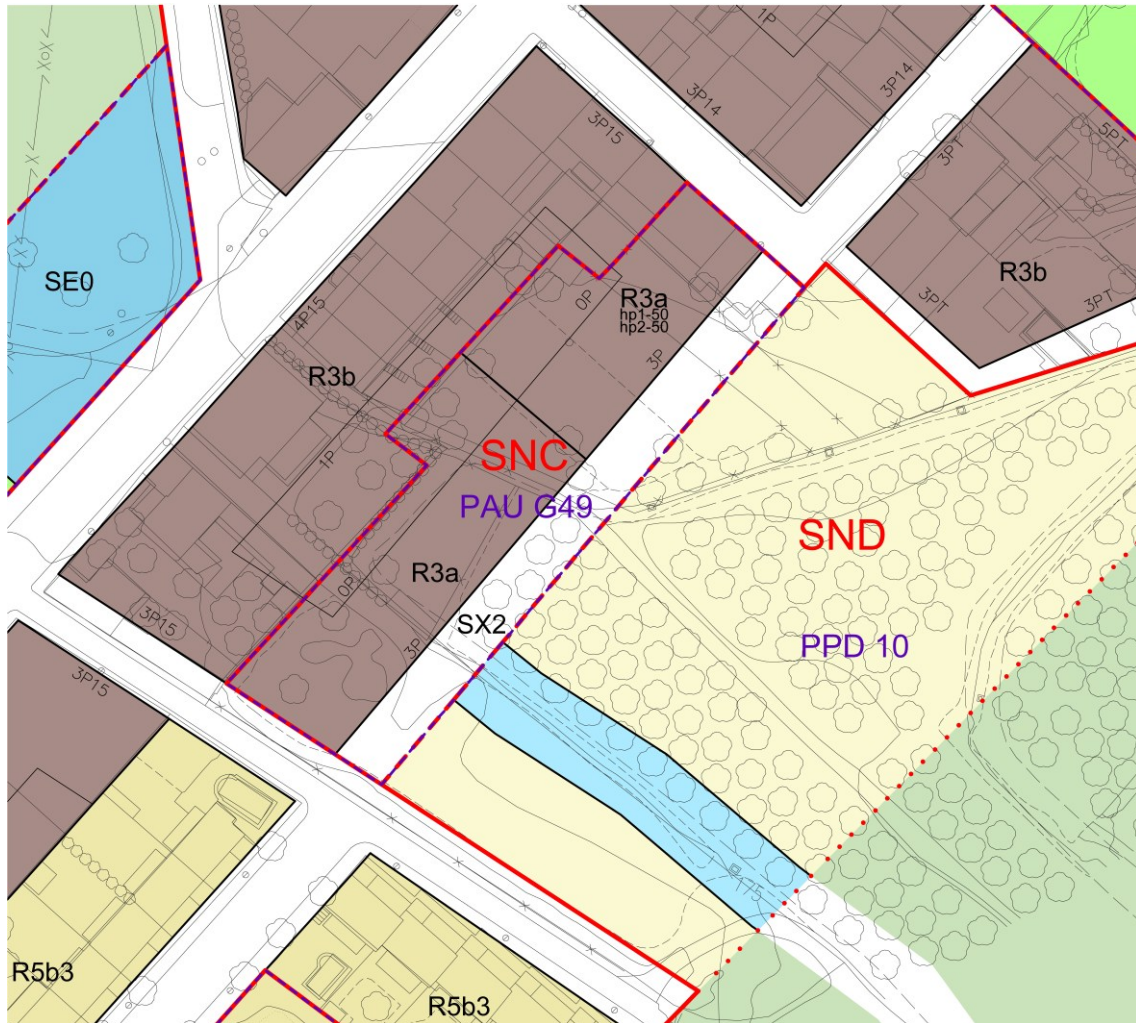 X
X
1P
3P15
3P14
3P14
3PT
5PT
SE0
R3a
hp1-50
hp2-50
0P
3P
R3b
3PT
3PT
4P15
R3b
1P
SNC
PAU G49
SND
R3a
0P
3P15
3P
SX2
PPD 10
3P15
175
R5b3
R5b3